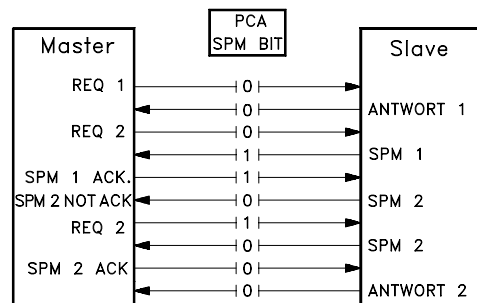 PCA
SPM BIT
Master
Slave
REQ 1
0
0
ANTWORT 1
REQ 2
0
1
SPM 1
SPM 1 ACK.
1
SPM 2 NOT ACK
0
SPM 2
REQ 2
1
0
SPM 2
SPM 2 ACK
0
0
ANTWORT 2